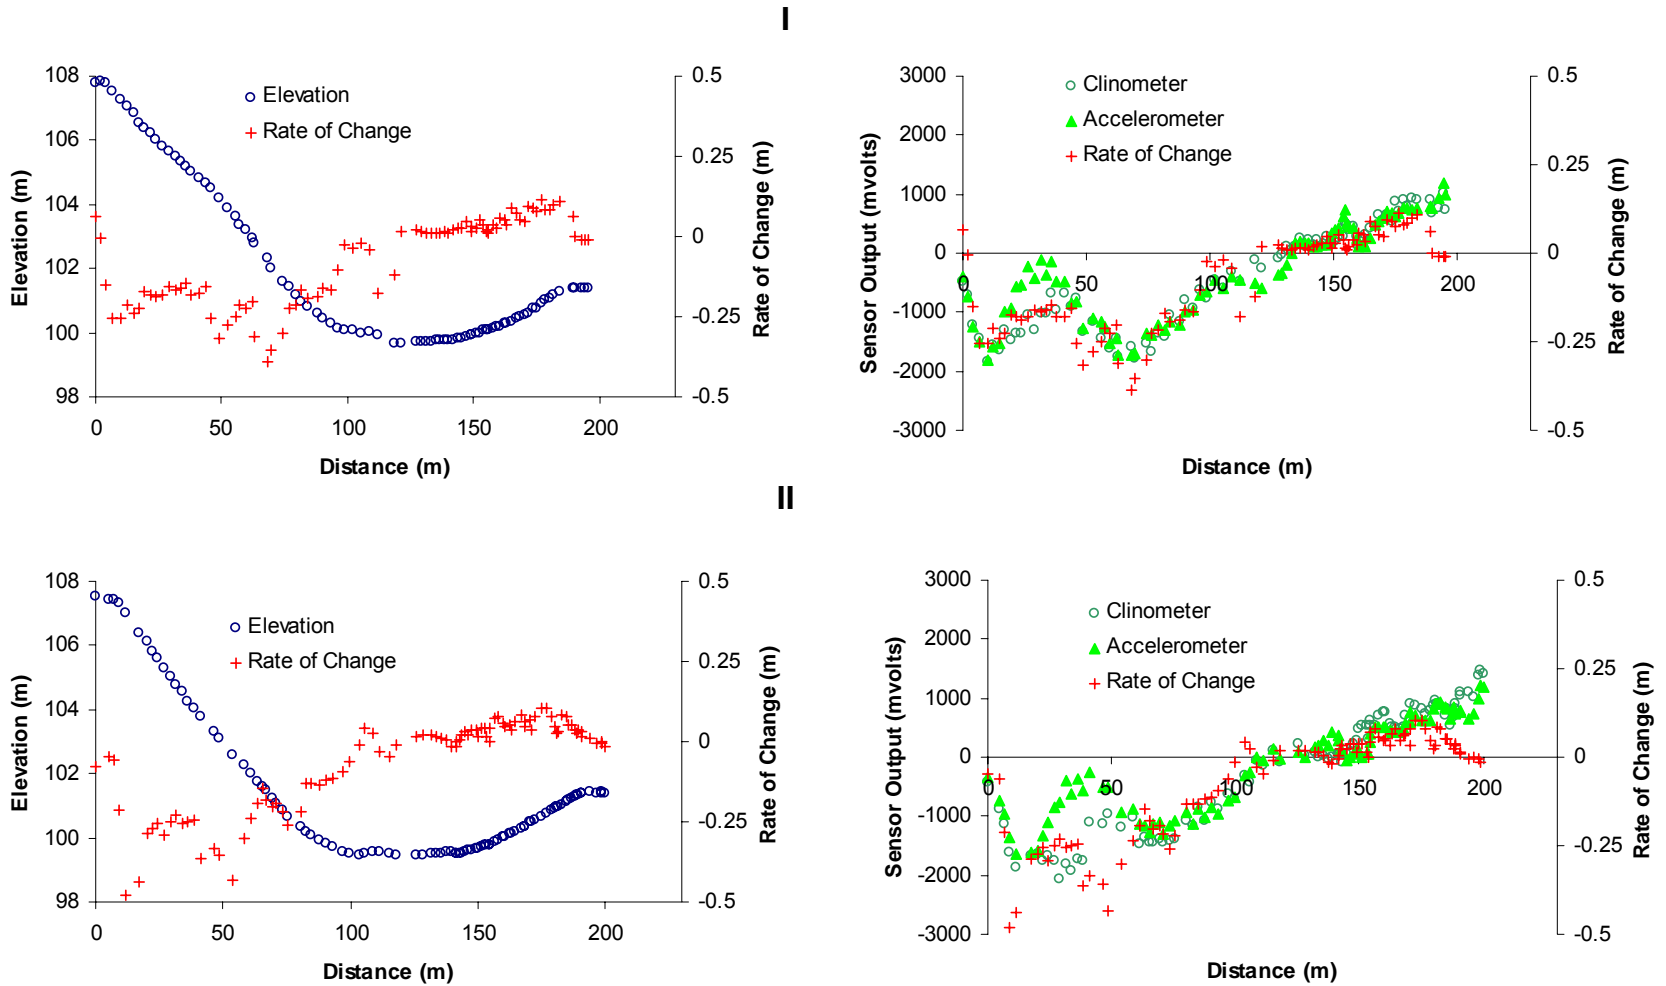 I
108
106
104
102
100
98
Elevation (m)
Elevation
Rate of Change
0.5
0.25
0
-0.25
-0.5
Rate of Change (m)
0 50 100 150 200
Distance (m)
3000
2000
1000
0
-1000
-2000
-3000
Sensor Output (mvolts)
Clinometer
Accelerometer
Rate of Change
0 50 100 150 200
0.5
0.25
0
-0.25
-0.5
Rate of Change (m)
Distance (m)
II
108
106
104
102
100
98
Elevation (m)
Elevation
Rate of Change
0.5
0.25
0
-0.25
-0.5
Rate of Change (m)
0 50 100 150 200
Distance (m)
3000
2000
1000
0
-1000
-2000
-3000
Sensor Output (mvolts)
Clinometer
Accelerometer
Rate of Change
0 50 100 150 200
0.5
0.25
0
-0.25
-0.5
Rate of Change (m)
Distance (m)